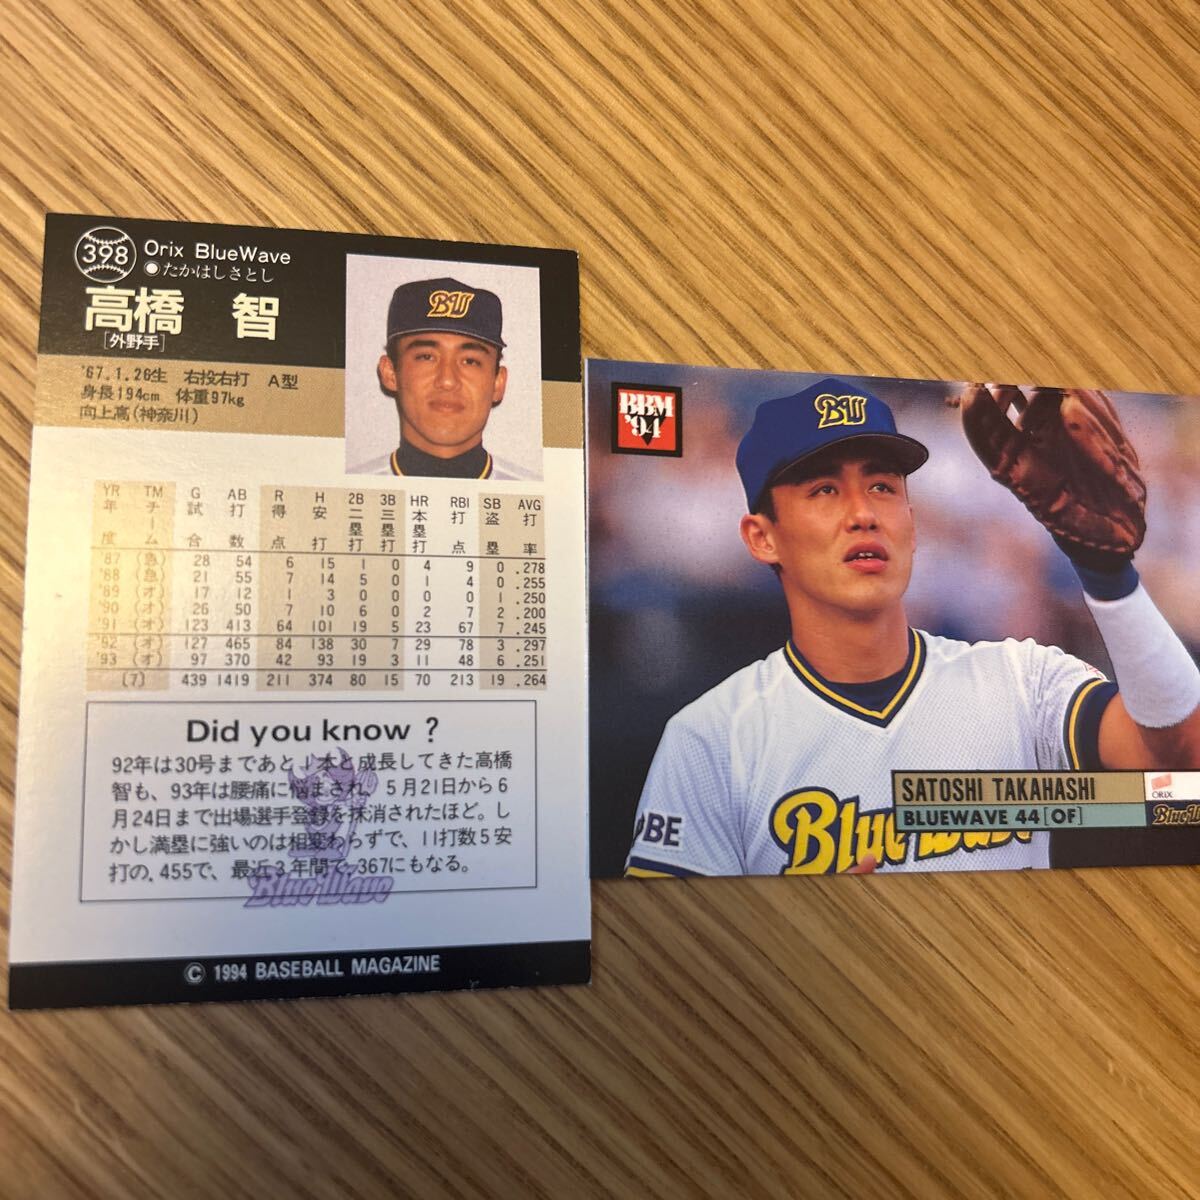 398
Orix BlueWave
●たかはしさとし
高橋 智
[外野手]
BW
'67.1.26生 右投右打 A型
身長194cm 体重97kg
向上高(神奈川)
YR TM G AB R H 2B 3B HR RBI SB AVG
年度 チーム 試合 打数 得点 安打 二塁打 三塁打 本塁打 打点 盗塁 打率
'87 (急) 28 54 6 15 1 0 4 9 0 .278
'88 (急) 21 55 7 14 5 0 1 4 0 .255
'89 (オ) 17 12 1 3 0 0 0 0 1 .250
'90 (オ) 26 50 7 10 6 0 2 7 2 .200
'91 (オ) 123 413 64 101 19 5 23 67 7 .245
'92 (オ) 127 465 84 138 30 7 29 78 3 .297
'93 (オ) 97 370 42 93 19 3 11 48 6 .251
(7) 439 1419 211 374 80 15 70 213 19 .264
Did you know ?
92年は30号まであと1本と成長してきた高橋
智も、93年は腰痛に悩まされ、5月21日から6
月24日まで出場選手登録を抹消されたほど。し
かし満塁に強いのは相変わらずで、11打数5安
打の.455で、最近3年間で.367にもなる。
BlueWave
© 1994 BASEBALL MAGAZINE
BBM
'94
BW
OBE
BlueWave
SATOSHI TAKAHASHI
BLUEWAVE 44 [OF]
ORIX
BlueWave